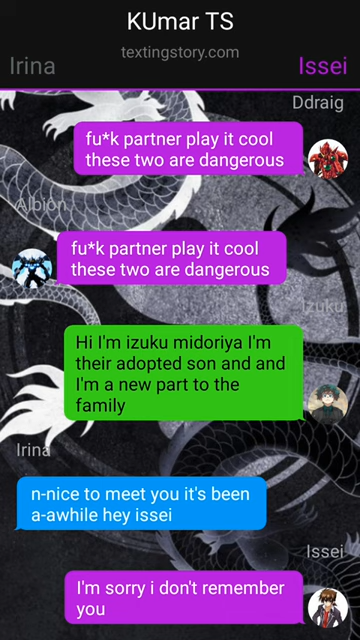 KUmar TS
textingstory.com
Irina
Issei
Ddraig
fu*k partner play it cool
these two are dangerous
Albion
fu*k partner play it cool
these two are dangerous
Izuku
Hi I'm izuku midoriya I'm
their adopted son and and
I'm a new part to the
family
Irina
n-nice to meet you it's been
a-awhile hey issei
Issei
I'm sorry i don't remember
you